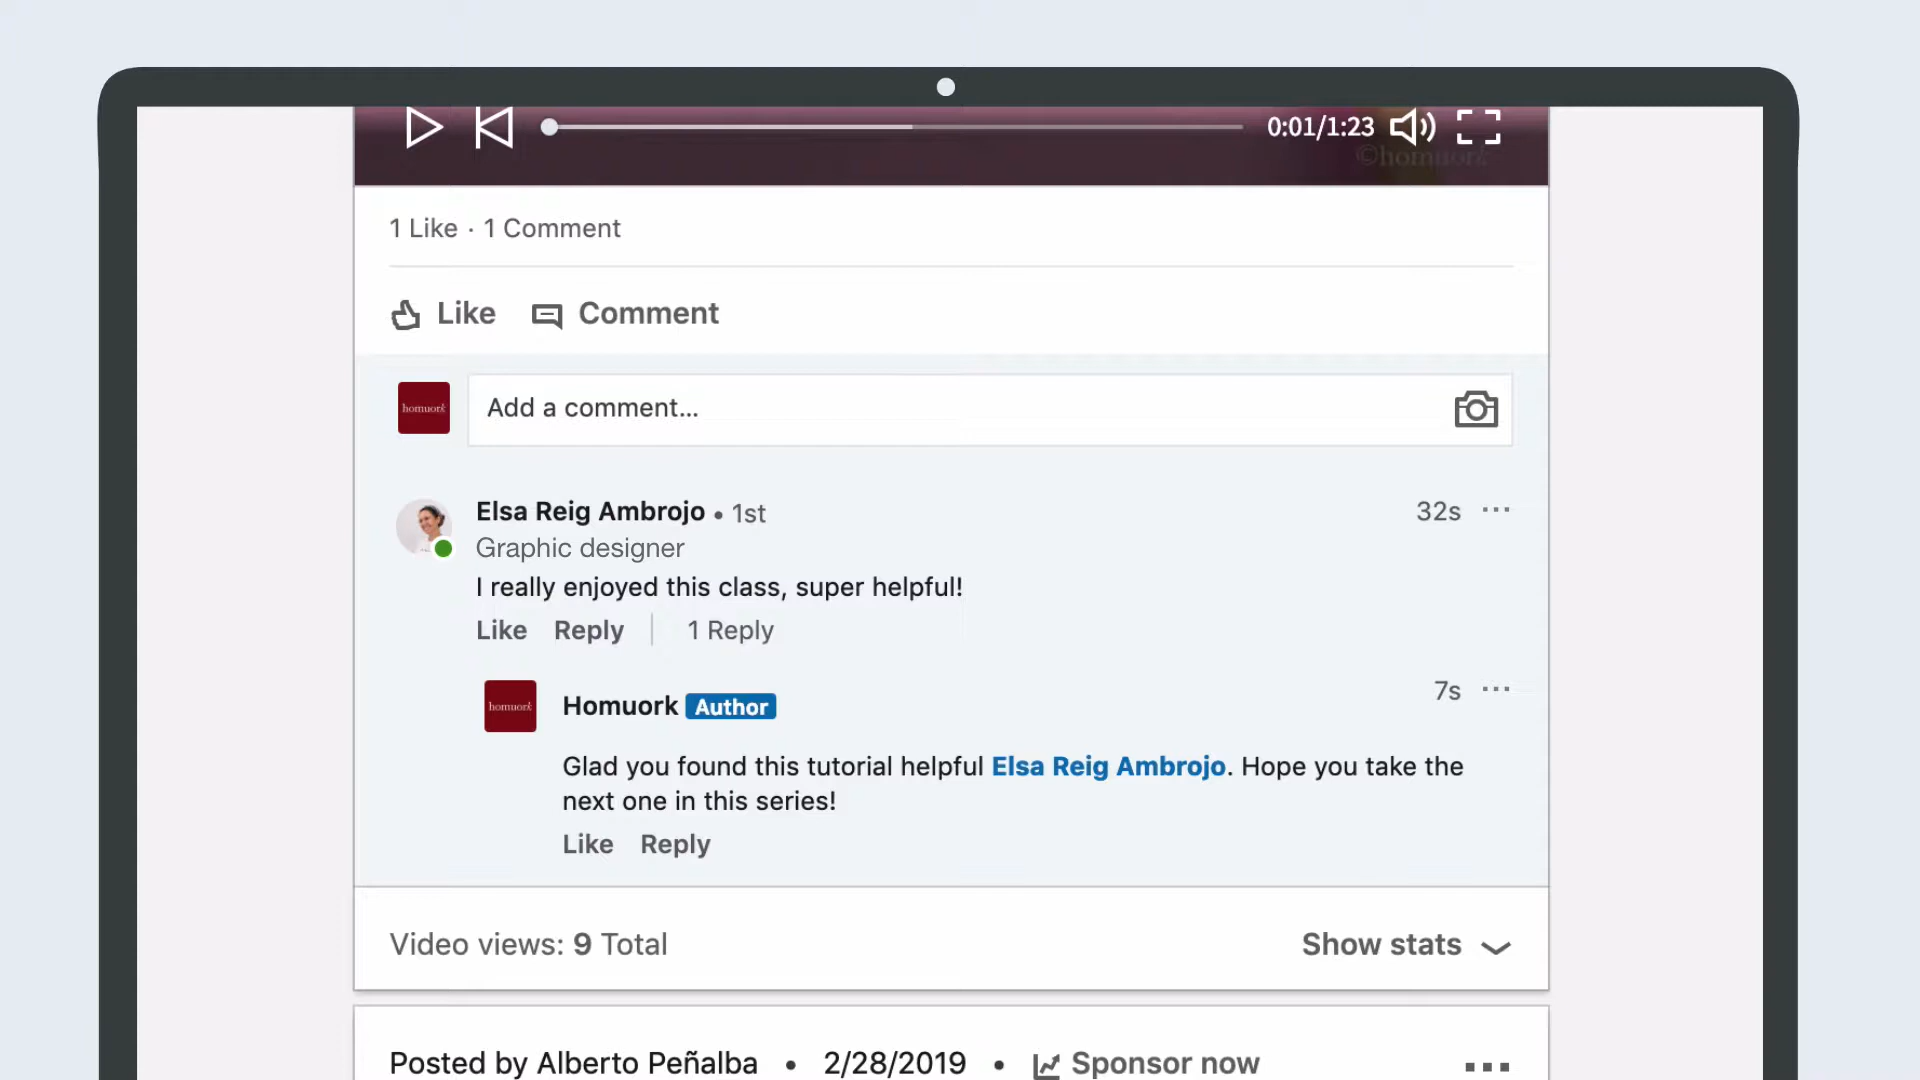 0:01/1:23
©homuork
1 Like · 1 Comment
Like Comment
homuork
Add a comment...
Elsa Reig Ambrojo • 1st
32s
Graphic designer
I really enjoyed this class, super helpful!
Like Reply 1 Reply
homuork
Homuork Author
7s
Glad you found this tutorial helpful Elsa Reig Ambrojo. Hope you take the
next one in this series!
Like Reply
Video views: 9 Total
Show stats
Posted by Alberto Peñalba • 2/28/2019 • Sponsor now